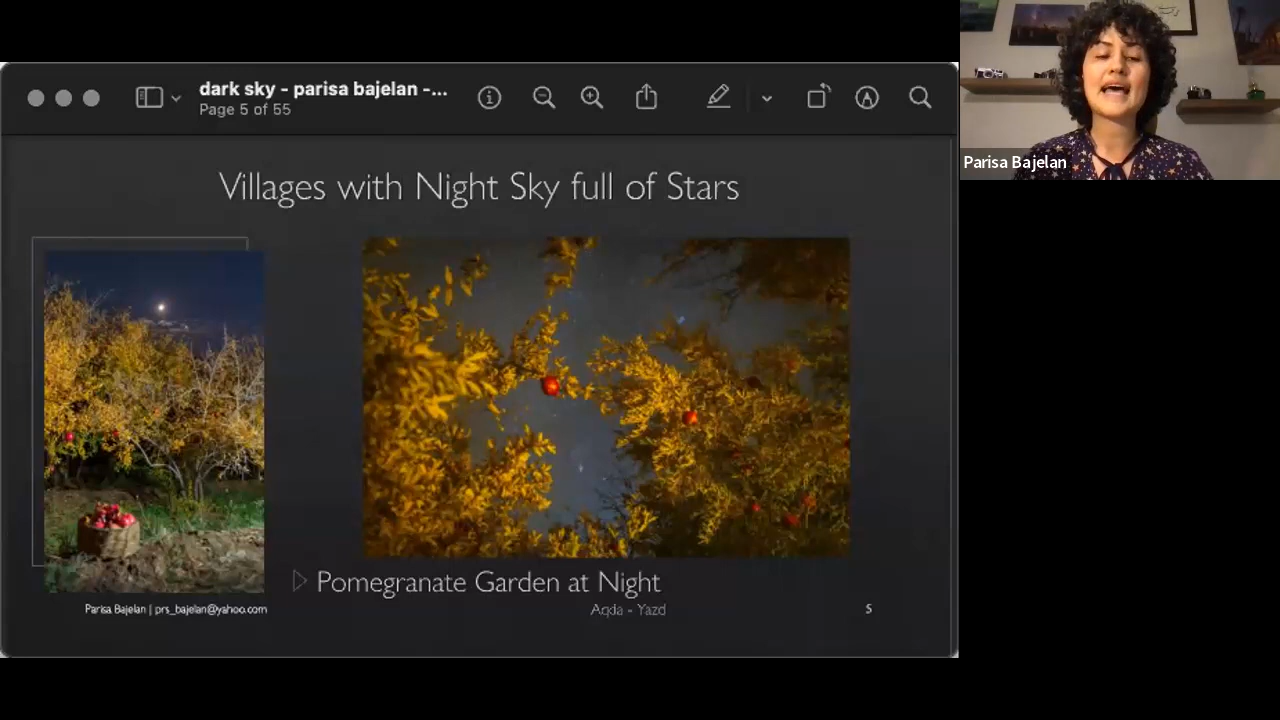 dark sky - parisa bajelan -...
Page 5 of 55
Parisa Bajelan
Villages with Night Sky full of Stars
Pomegranate Garden at Night
Parisa Bajelan | prs_bajelan@yahoo.com
Aqda - Yazd
5